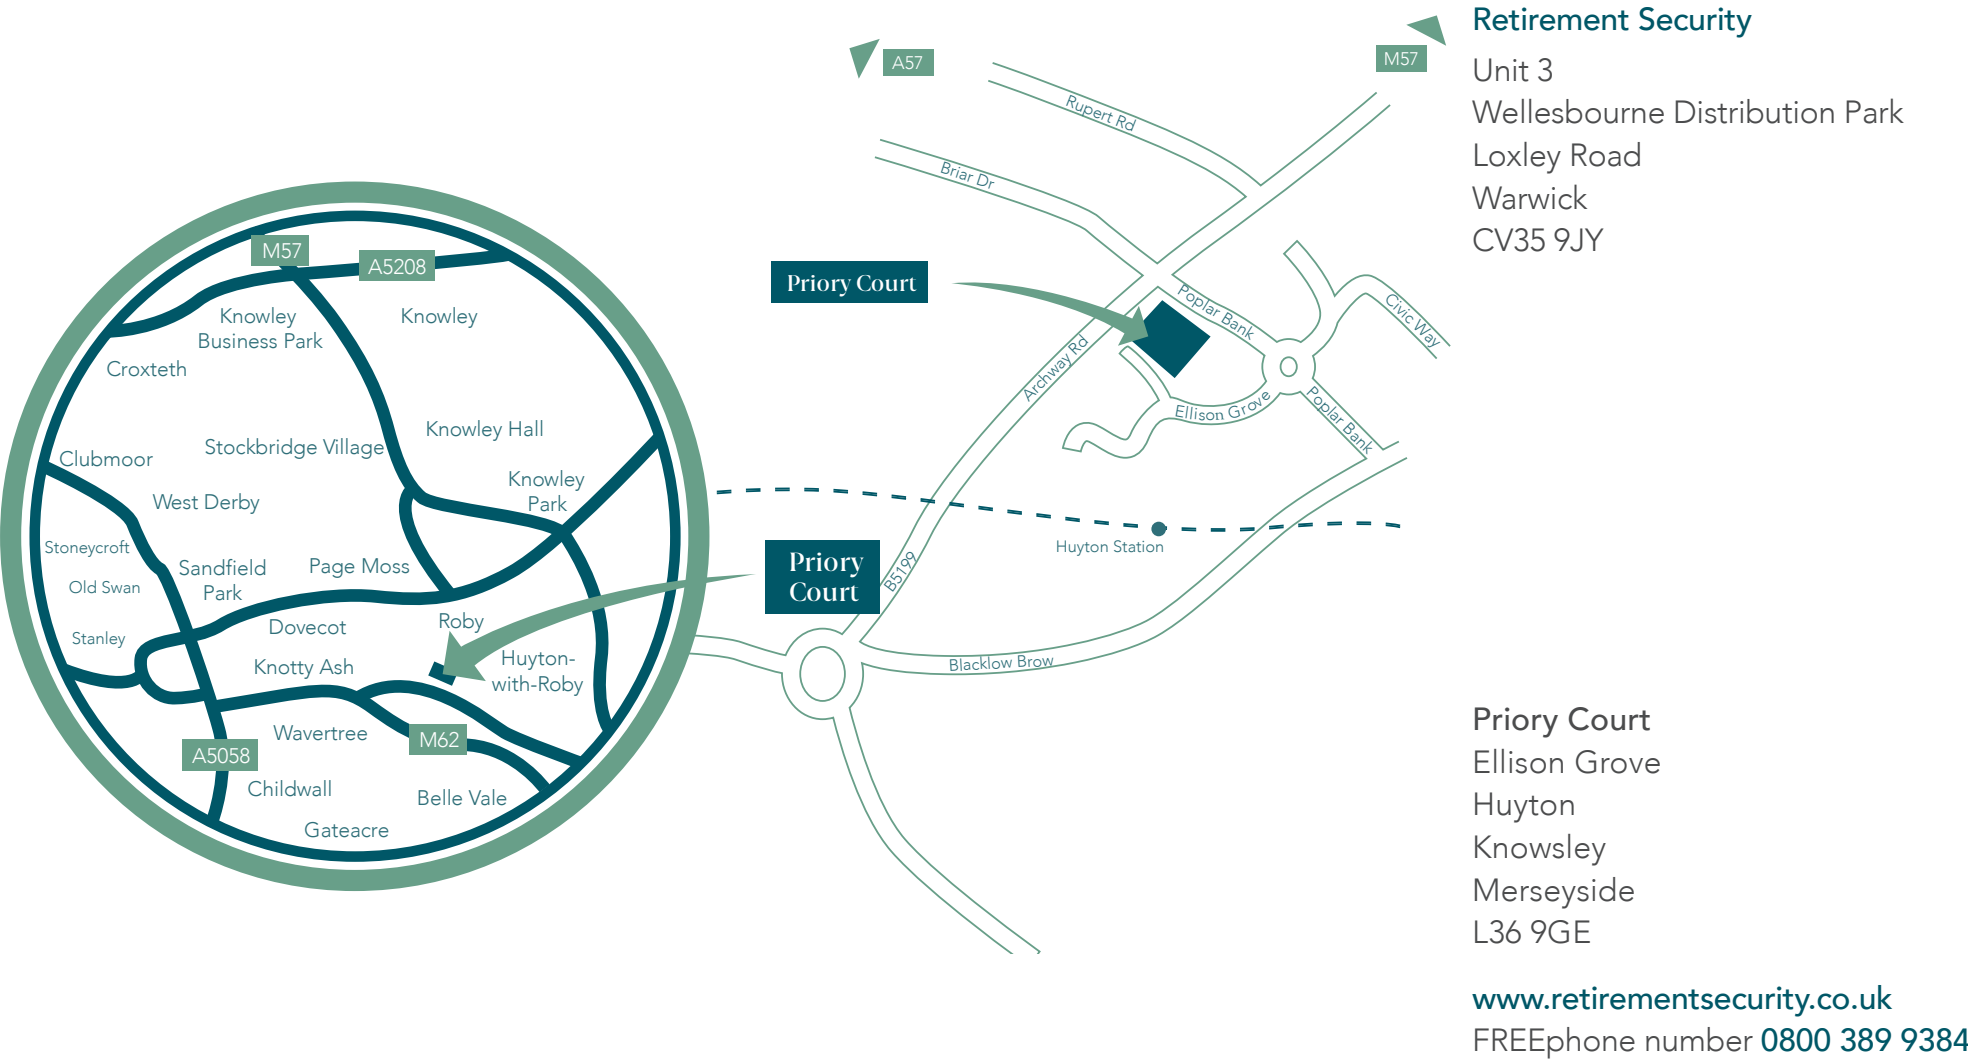 A57
M57
Rupert Rd
Briar Dr
Priory Court
Poplar Bank
Civic Way
Archway Rd
Ellison Grove
Poplar Bank
Huyton Station
B5199
Blacklow Brow
M57
A5208
Knowley
Business Park
Knowley
Croxteth
Knowley Hall
Stockbridge Village
Clubmoor
Knowley
Park
West Derby
Stoneycroft
Sandfield
Park
Page Moss
Old Swan
Priory
Court
Roby
Dovecot
Stanley
Knotty Ash
Huyton-
with-Roby
Wavertree
M62
A5058
Childwall
Belle Vale
Gateacre
Retirement Security
Unit 3
Wellesbourne Distribution Park
Loxley Road
Warwick
CV35 9JY
Priory Court
Ellison Grove
Huyton
Knowsley
Merseyside
L36 9GE
www.retirementsecurity.co.uk
FREEphone number 0800 389 9384